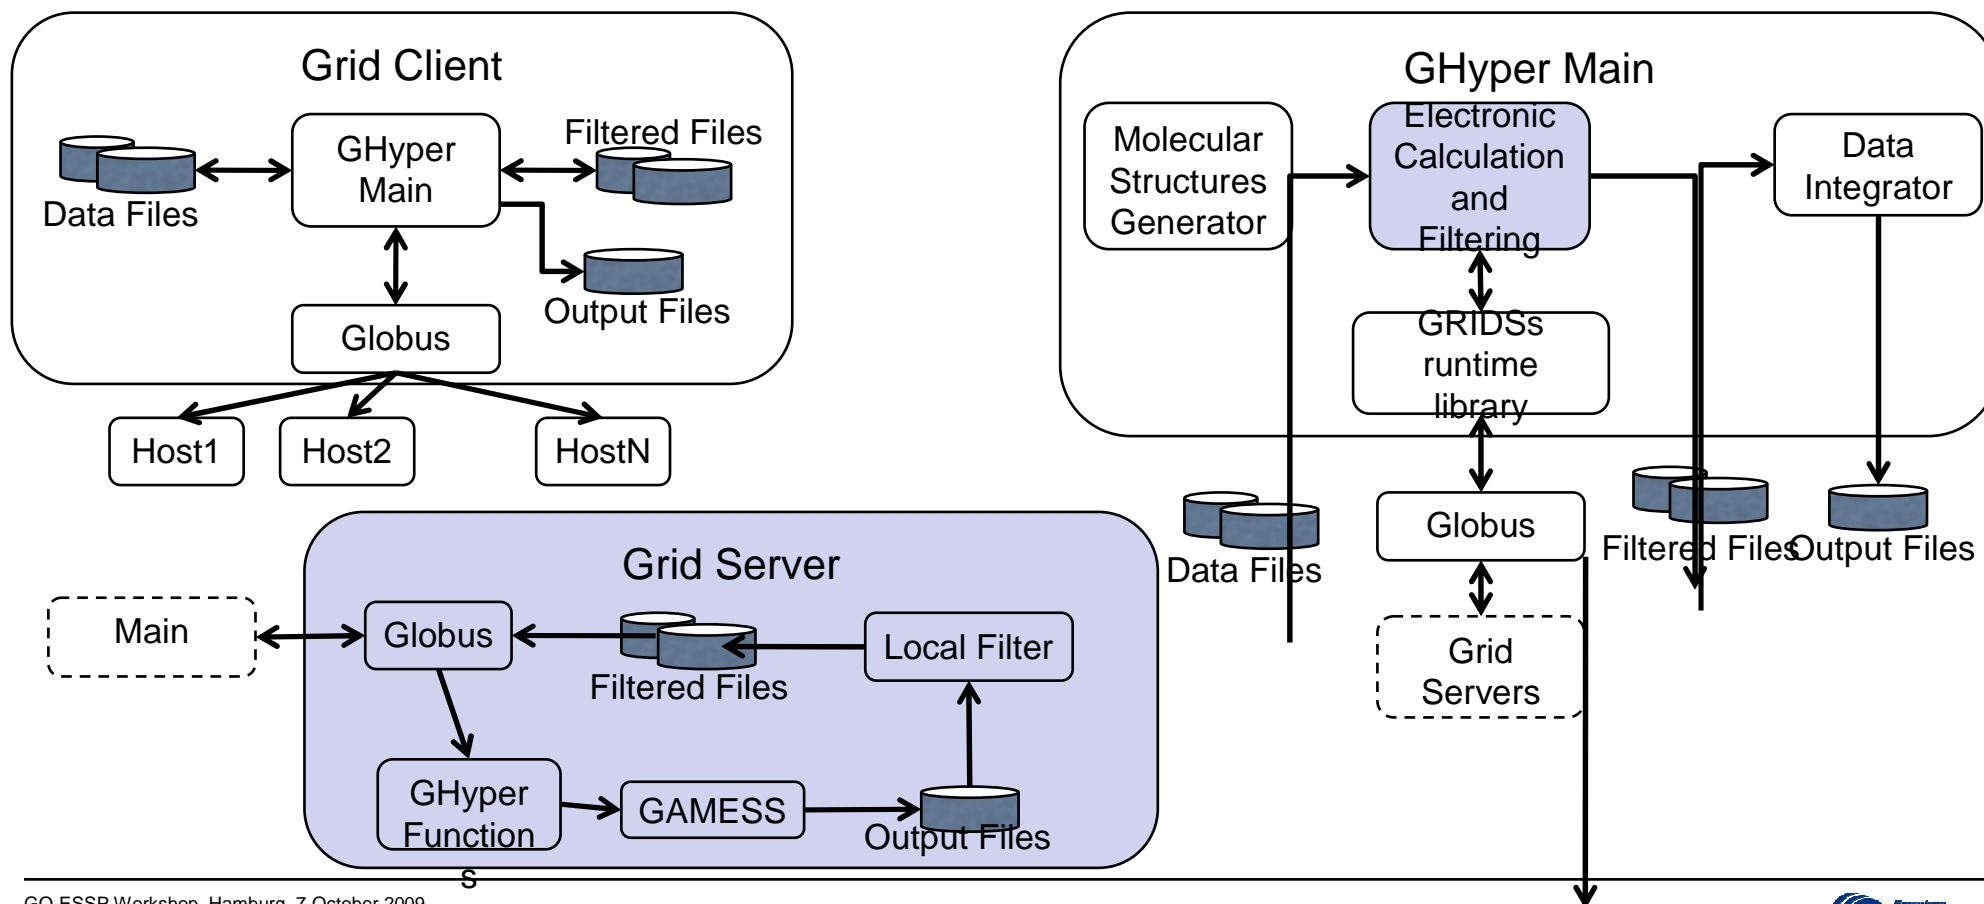 Grid Client
GHyper
Main
Filtered Files
Data Files
Output Files
Globus
Host1
Host2
HostN
GHyper Main
Molecular
Structures
Generator
Electronic
Calculation
and
Filtering
Data
Integrator
GRIDSs
runtime
library
Globus
Data Files
Filtered Files
Output Files
Grid
Servers
Grid Server
Main
Globus
Filtered Files
Local Filter
GHyper
Function
s
GAMESS
Output Files
GO-ESSP Workshop, Hamburg, 7 October 2009